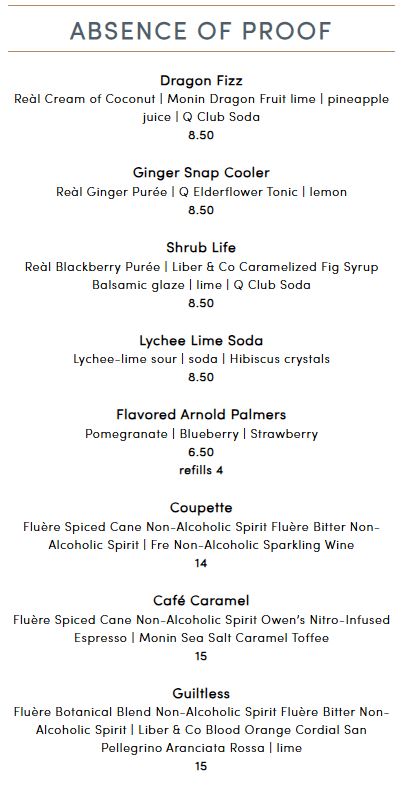 ABSENCE OF PROOF
Dragon Fizz
Reàl Cream of Coconut | Monin Dragon Fruit lime | pineapple
juice | Q Club Soda
8.50
Ginger Snap Cooler
Reàl Ginger Purée | Q Elderflower Tonic | lemon
8.50
Shrub Life
Reàl Blackberry Purée | Liber & Co Caramelized Fig Syrup
Balsamic glaze | lime | Q Club Soda
8.50
Lychee Lime Soda
Lychee-lime sour | soda | Hibiscus crystals
8.50
Flavored Arnold Palmers
Pomegranate | Blueberry | Strawberry
6.50
refills 4
Coupette
Fluère Spiced Cane Non-Alcoholic Spirit Fluère Bitter Non-
Alcoholic Spirit | Fre Non-Alcoholic Sparkling Wine
14
Café Caramel
Fluère Spiced Cane Non-Alcoholic Spirit Owen's Nitro-Infused
Espresso | Monin Sea Salt Caramel Toffee
15
Guiltless
Fluère Botanical Blend Non-Alcoholic Spirit Fluère Bitter Non-
Alcoholic Spirit | Liber & Co Blood Orange Cordial San
Pellegrino Aranciata Rossa | lime
15